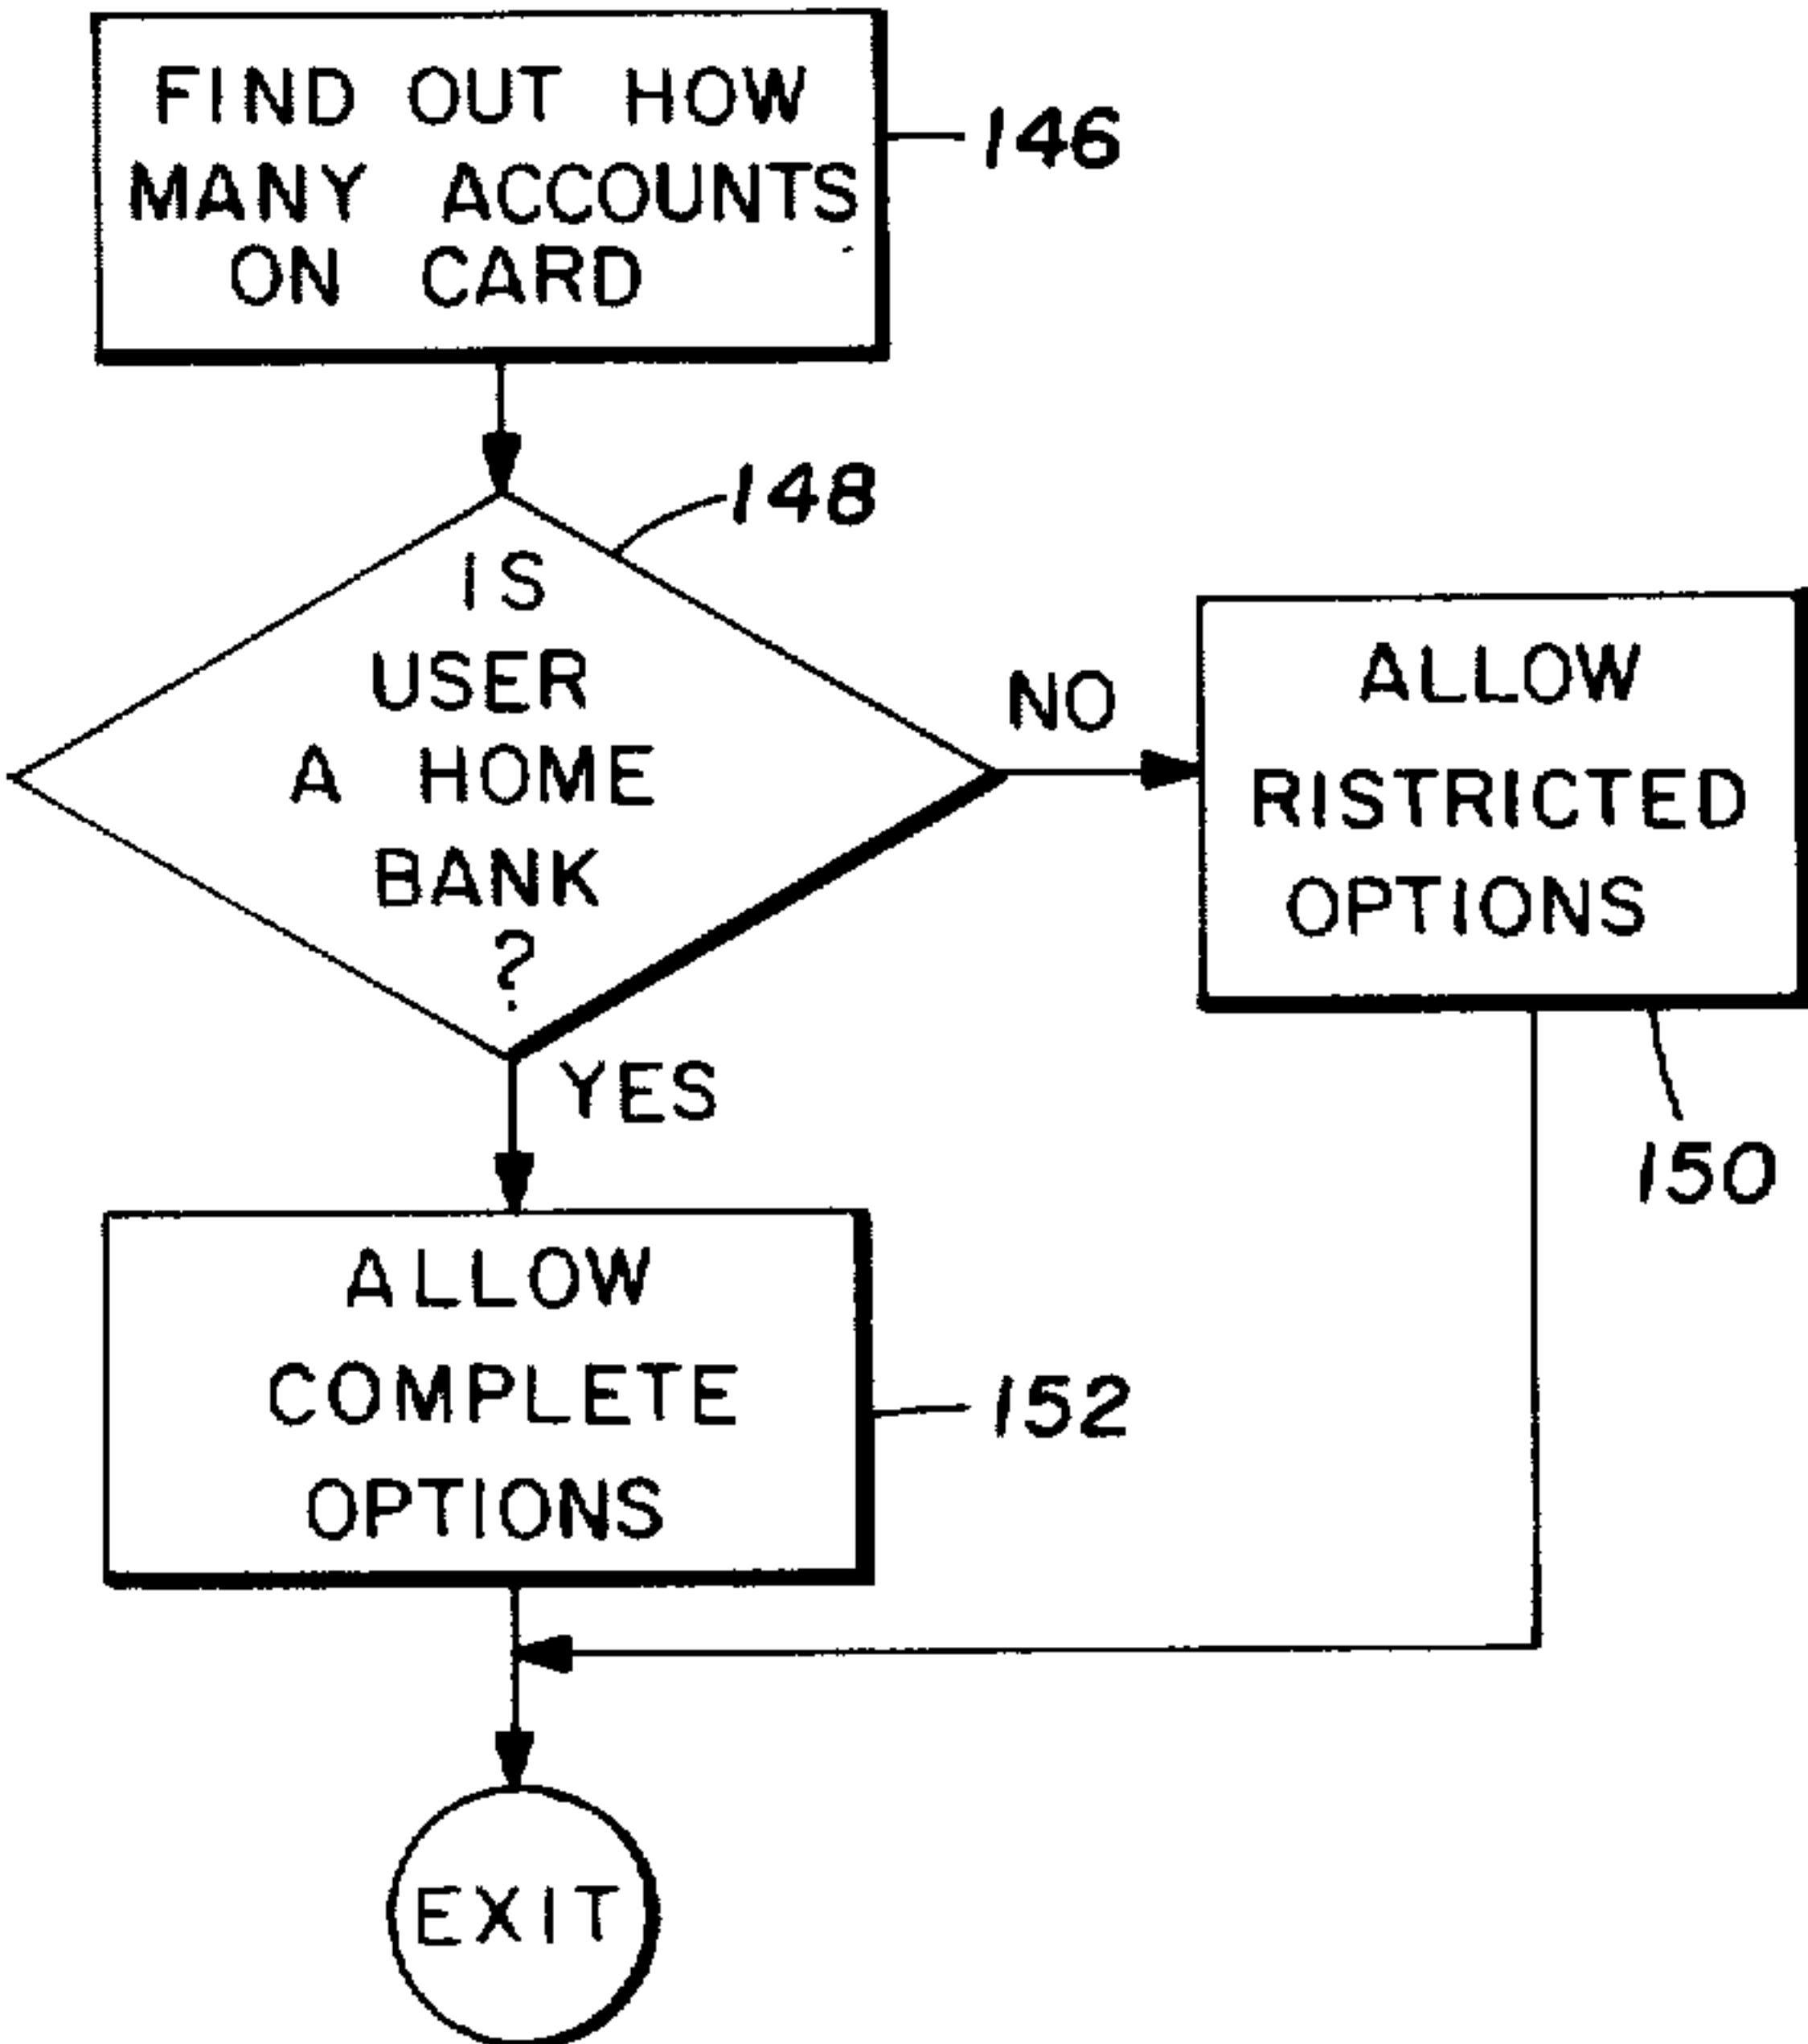 FIND OUT HOW
MANY ACCOUNTS
ON CARD
146
148
IS
USER
A HOME
BANK
?
NO
ALLOW
RISTRICTED
OPTIONS
150
YES
ALLOW
COMPLETE
OPTIONS
152
EXIT